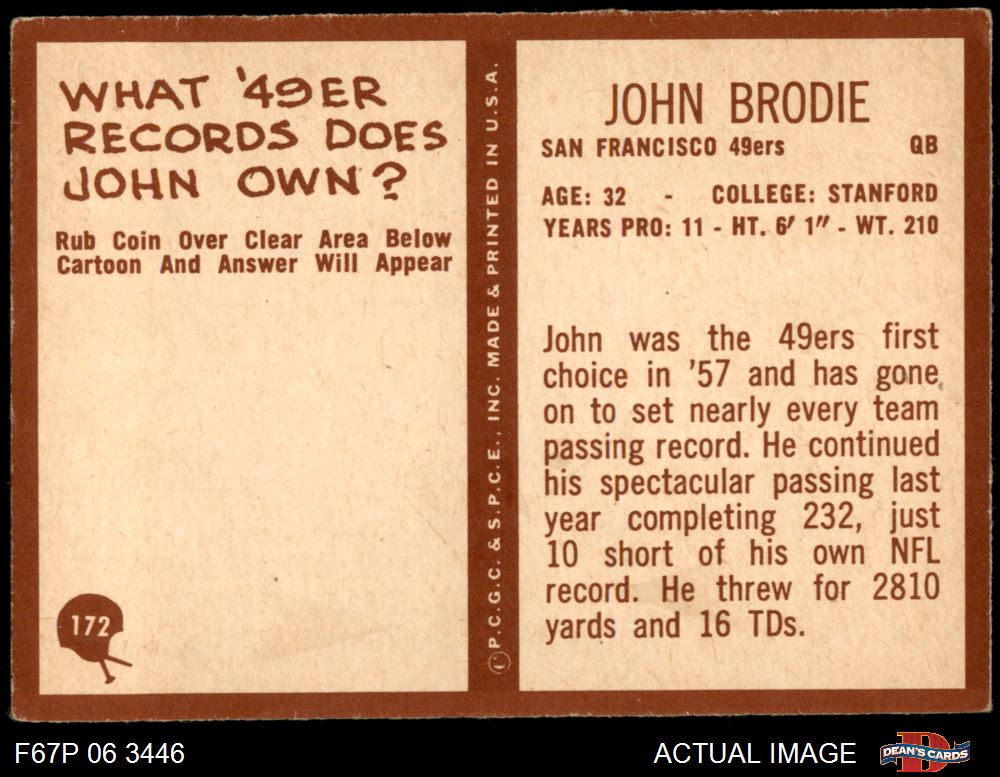 WHAT '49ER
RECORDS DOES
JOHN OWN?
Rub Coin Over Clear Area Below
Cartoon And Answer Will Appear
172
© P.C.G.C. & S.P.C.E., INC. MADE & PRINTED IN U.S.A.
JOHN BRODIE
SAN FRANCISCO 49ers QB
AGE: 32 - COLLEGE: STANFORD
YEARS PRO: 11 - HT. 6' 1" - WT. 210
John was the 49ers first
choice in '57 and has gone
on to set nearly every team
passing record. He continued
his spectacular passing last
year completing 232, just
10 short of his own NFL
record. He threw for 2810
yards and 16 TDs.
F67P 06 3446
ACTUAL IMAGE
D
DEAN'S CARDS